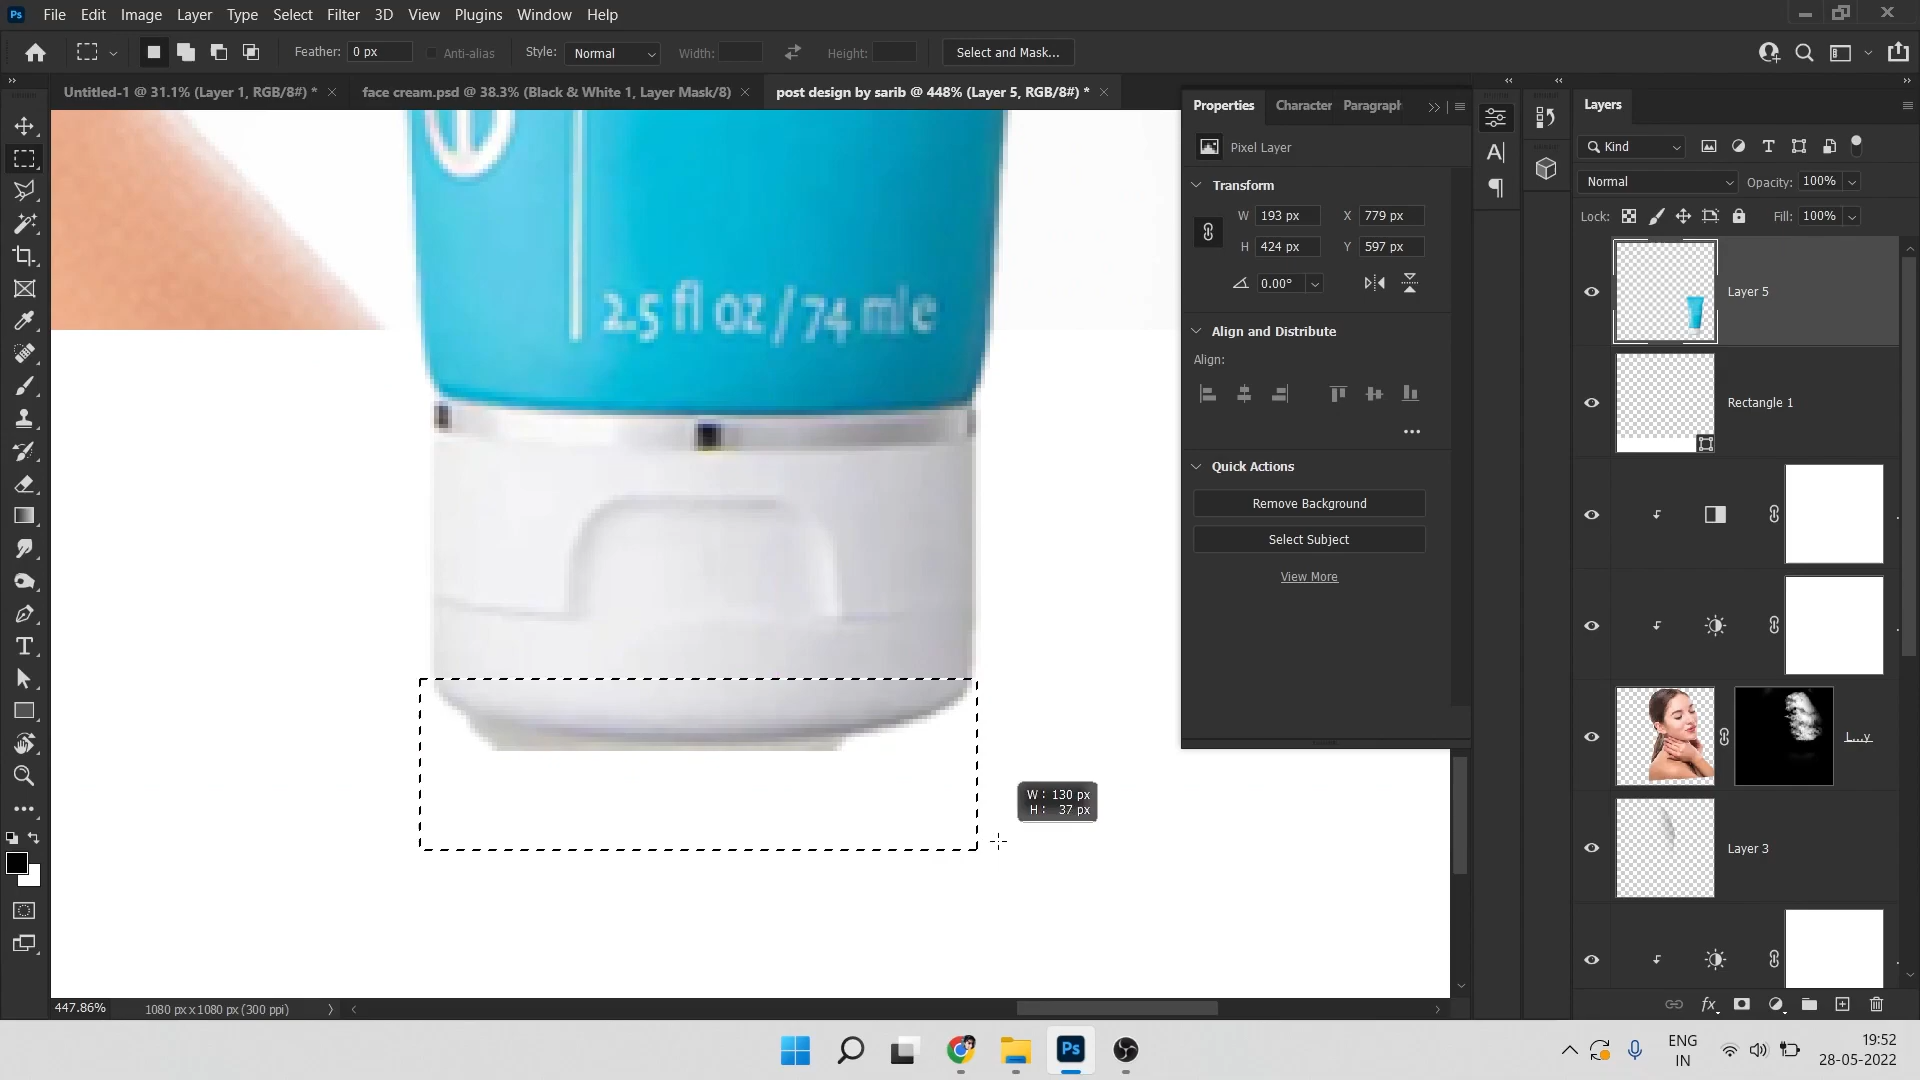 Ps File Edit Image Layer Type Select Filter 3D View Plugins Window Help
Feather: 0 px Anti-alias Style: Normal Width: Height: Select and Mask...
Untitled-1 @ 31.1% (Layer 1, RGB/8#) * face cream.psd @ 38.3% (Black & White 1, Layer Mask/8) post design by sarib @ 448% (Layer 5, RGB/8#) *
Properties Character Paragraph
Pixel Layer
Transform
W 193 px X 779 px
H 424 px Y 597 px
0.00°
Align and Distribute
Align:
Quick Actions
Remove Background
Select Subject
View More
Layers
Kind
Normal Opacity: 100%
Lock: Fill: 100%
Layer 5
Rectangle 1
L...y
Layer 3
2.5 fl oz / 74 mle
W : 130 px
H : 37 px
447.86% 1080 px x 1080 px (300 ppi)
Ps
ENG
IN
19:52
28-05-2022